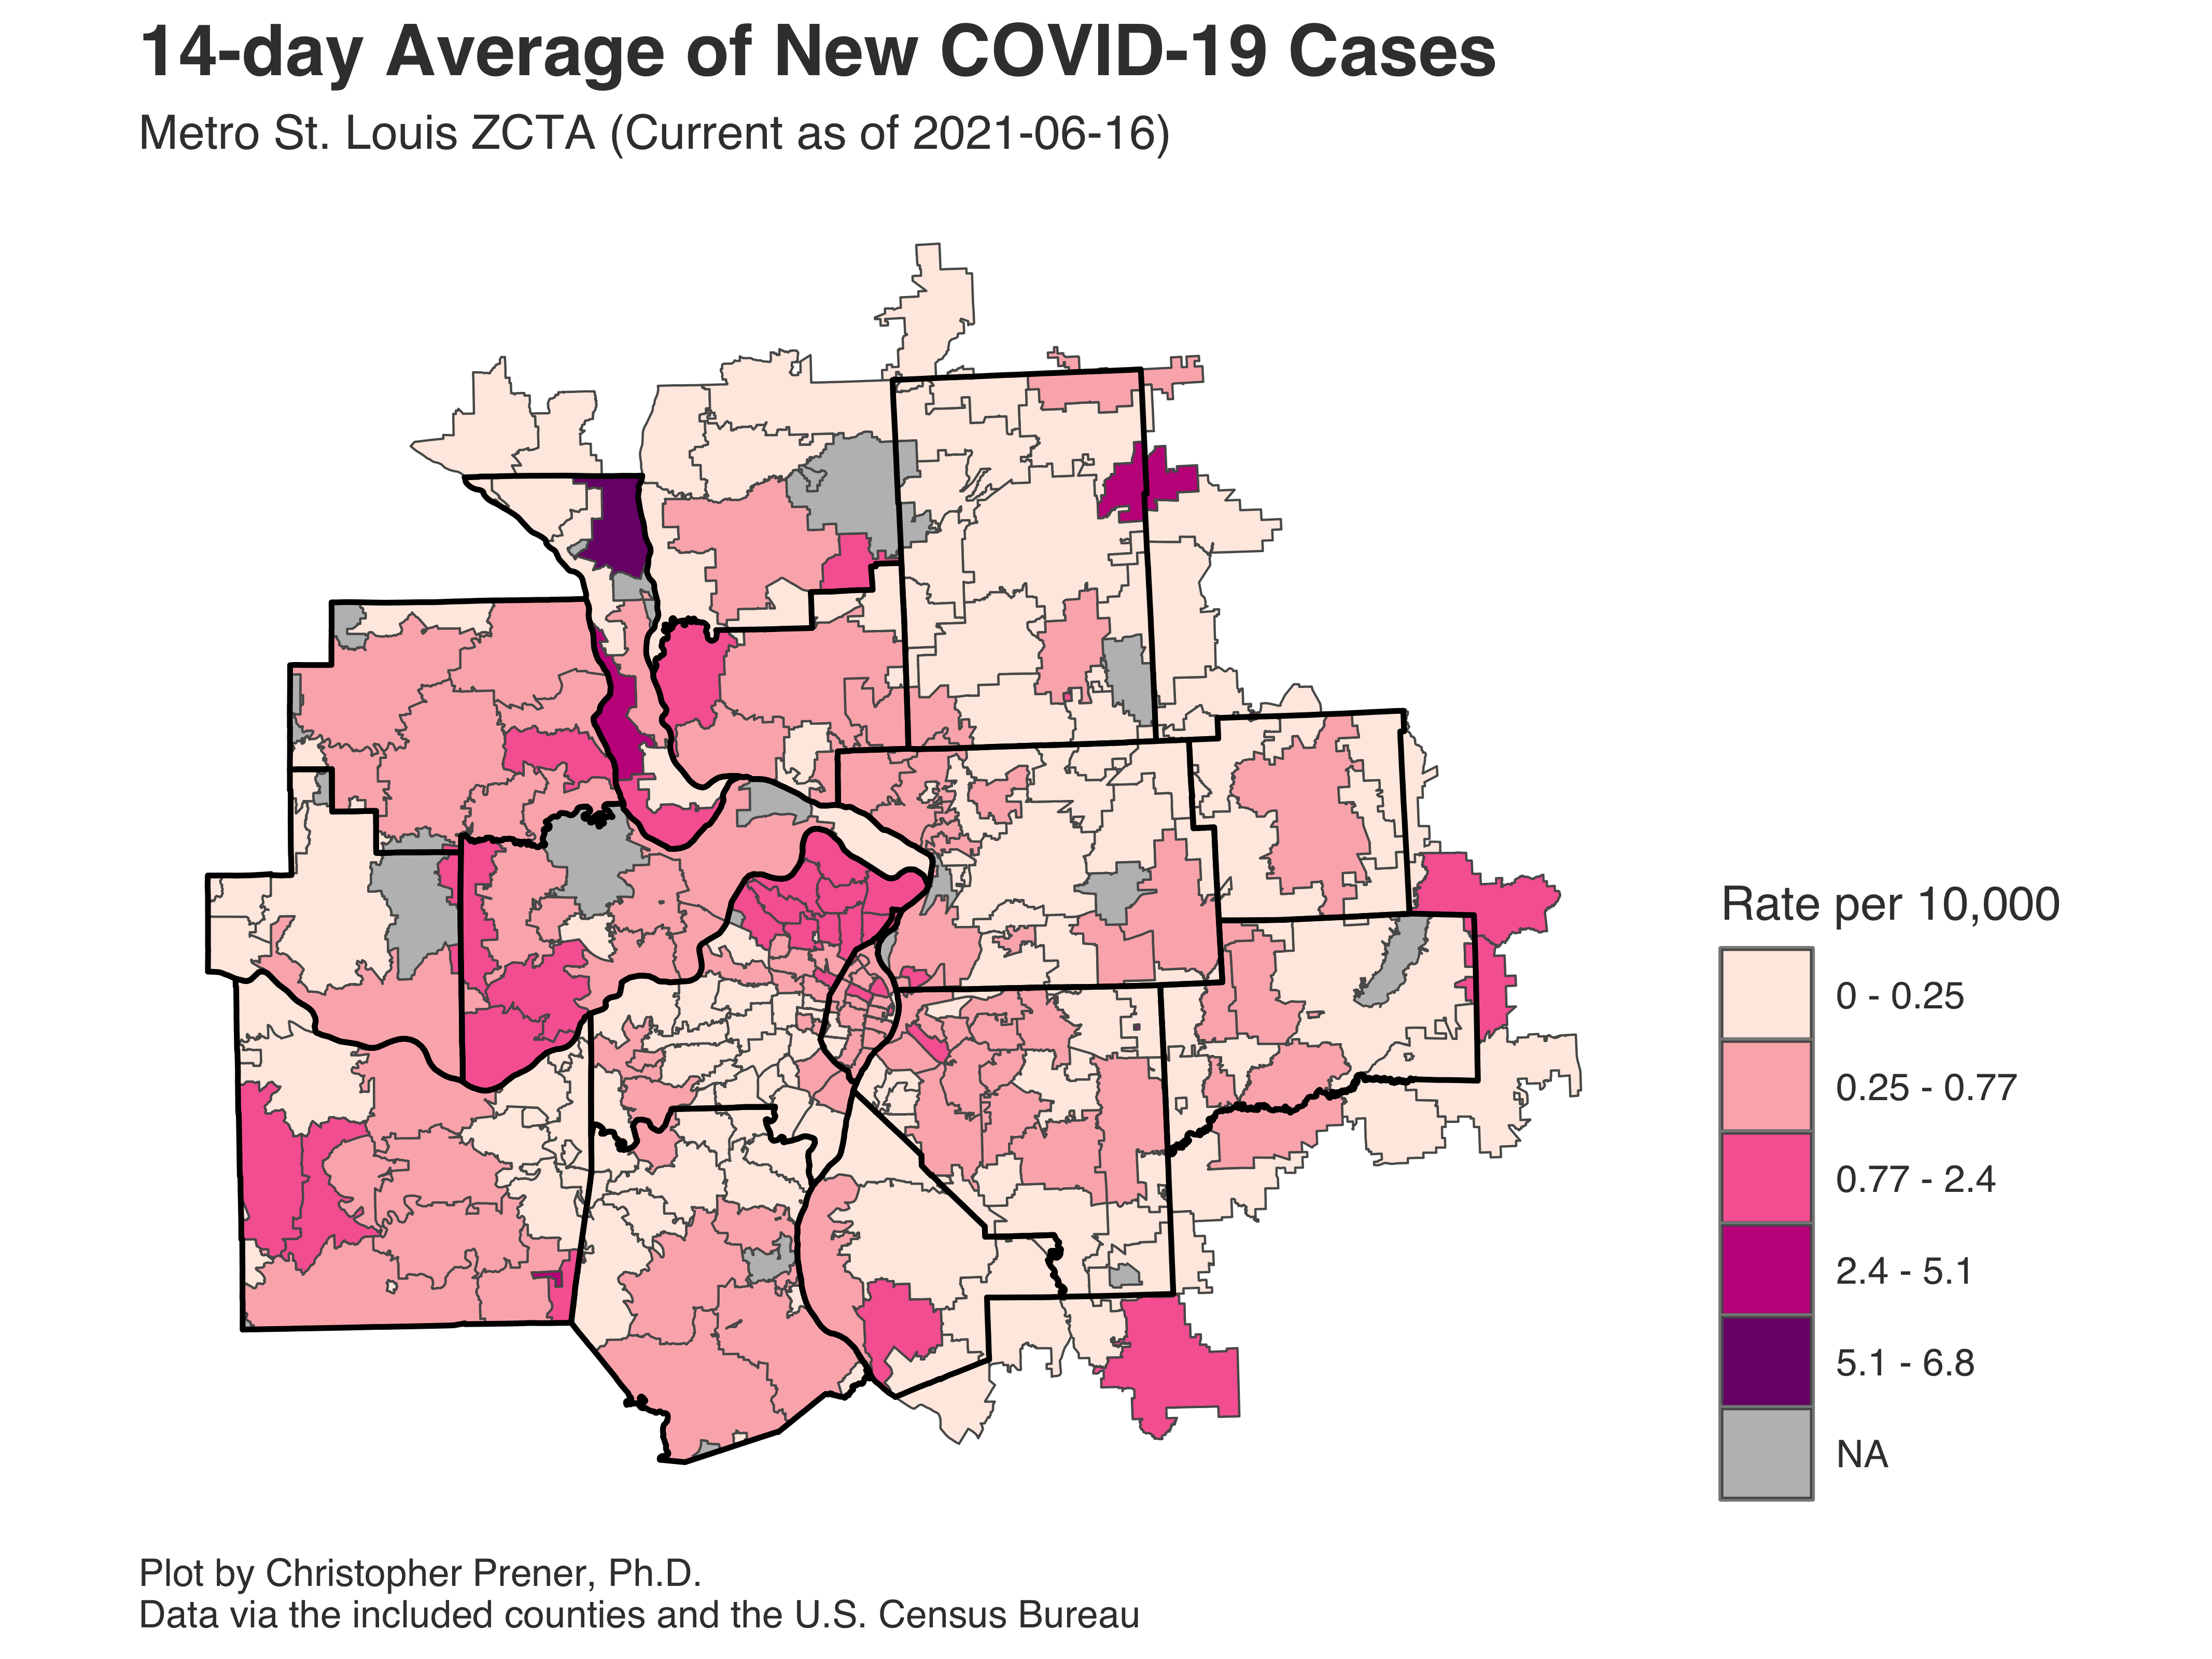 14-day Average of New COVID-19 Cases
Metro St. Louis ZCTA (Current as of 2021-06-16)
Rate per 10,000
0 - 0.25
0.25 - 0.77
0.77 - 2.4
2.4 - 5.1
5.1 - 6.8
NA
Plot by Christopher Prener, Ph.D.
Data via the included counties and the U.S. Census Bureau